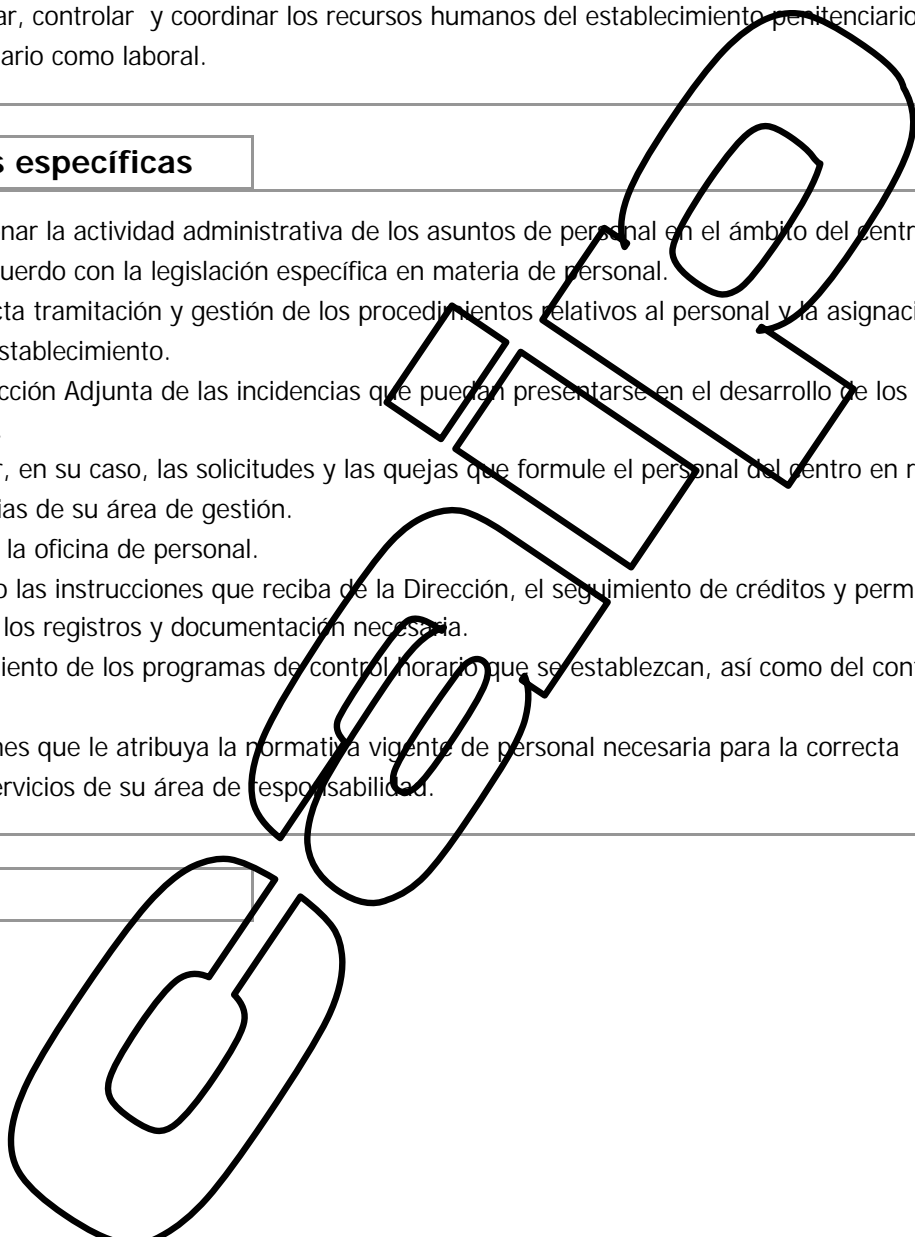 ar, controlar y coordinar los recursos humanos del establecimiento penitenciario
ario como laboral.
s específicas
nar la actividad administrativa de los asuntos de personal en el ámbito del centr
uerdo con la legislación específica en materia de personal.
cta tramitación y gestión de los procedimientos relativos al personal y la asignaci
stablecimiento.
cción Adjunta de las incidencias que puedan presentarse en el desarrollo de los
.
r, en su caso, las solicitudes y las quejas que formule el personal del centro en r
ias de su área de gestión.
la oficina de personal.
o las instrucciones que reciba de la Dirección, el seguimiento de créditos y perm
los registros y documentación necesaria.
iento de los programas de control horario que se establezcan, así como del con
nes que le atribuya la normativa vigente de personal necesaria para la correcta
ervicios de su área de responsabilidad.